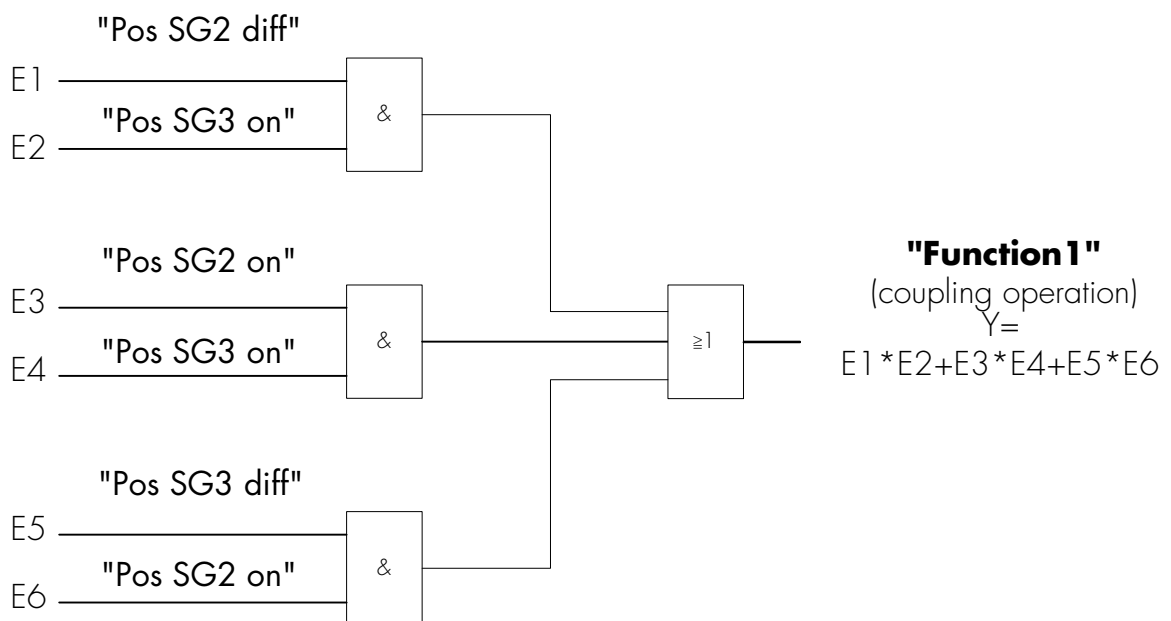 "Pos SG2 diff"
E1
"Pos SG3 on"
&
E2
"Pos SG2 on"
E3
"Pos SG3 on"
&
E4
≧1
"Function1"
(coupling operation)
Y=
E1*E2+E3*E4+E5*E6
"Pos SG3 diff"
E5
"Pos SG2 on"
&
E6